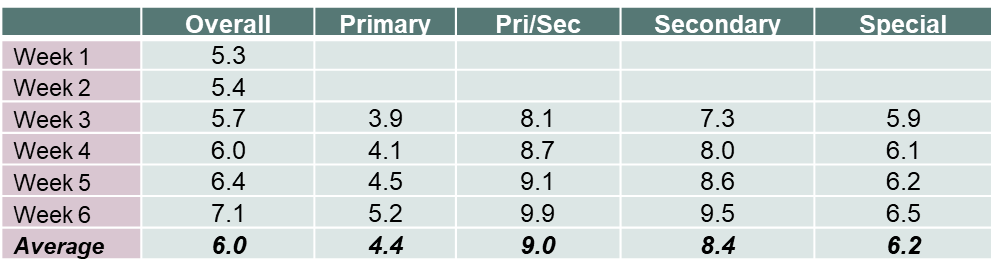 Overall Primary Pri/Sec Secondary Special
Week 1 5.3
Week 2 5.4
Week 3 5.7 3.9 8.1 7.3 5.9
Week 4 6.0 4.1 8.7 8.0 6.1
Week 5 6.4 4.5 9.1 8.6 6.2
Week 6 7.1 5.2 9.9 9.5 6.5
Average 6.0 4.4 9.0 8.4 6.2